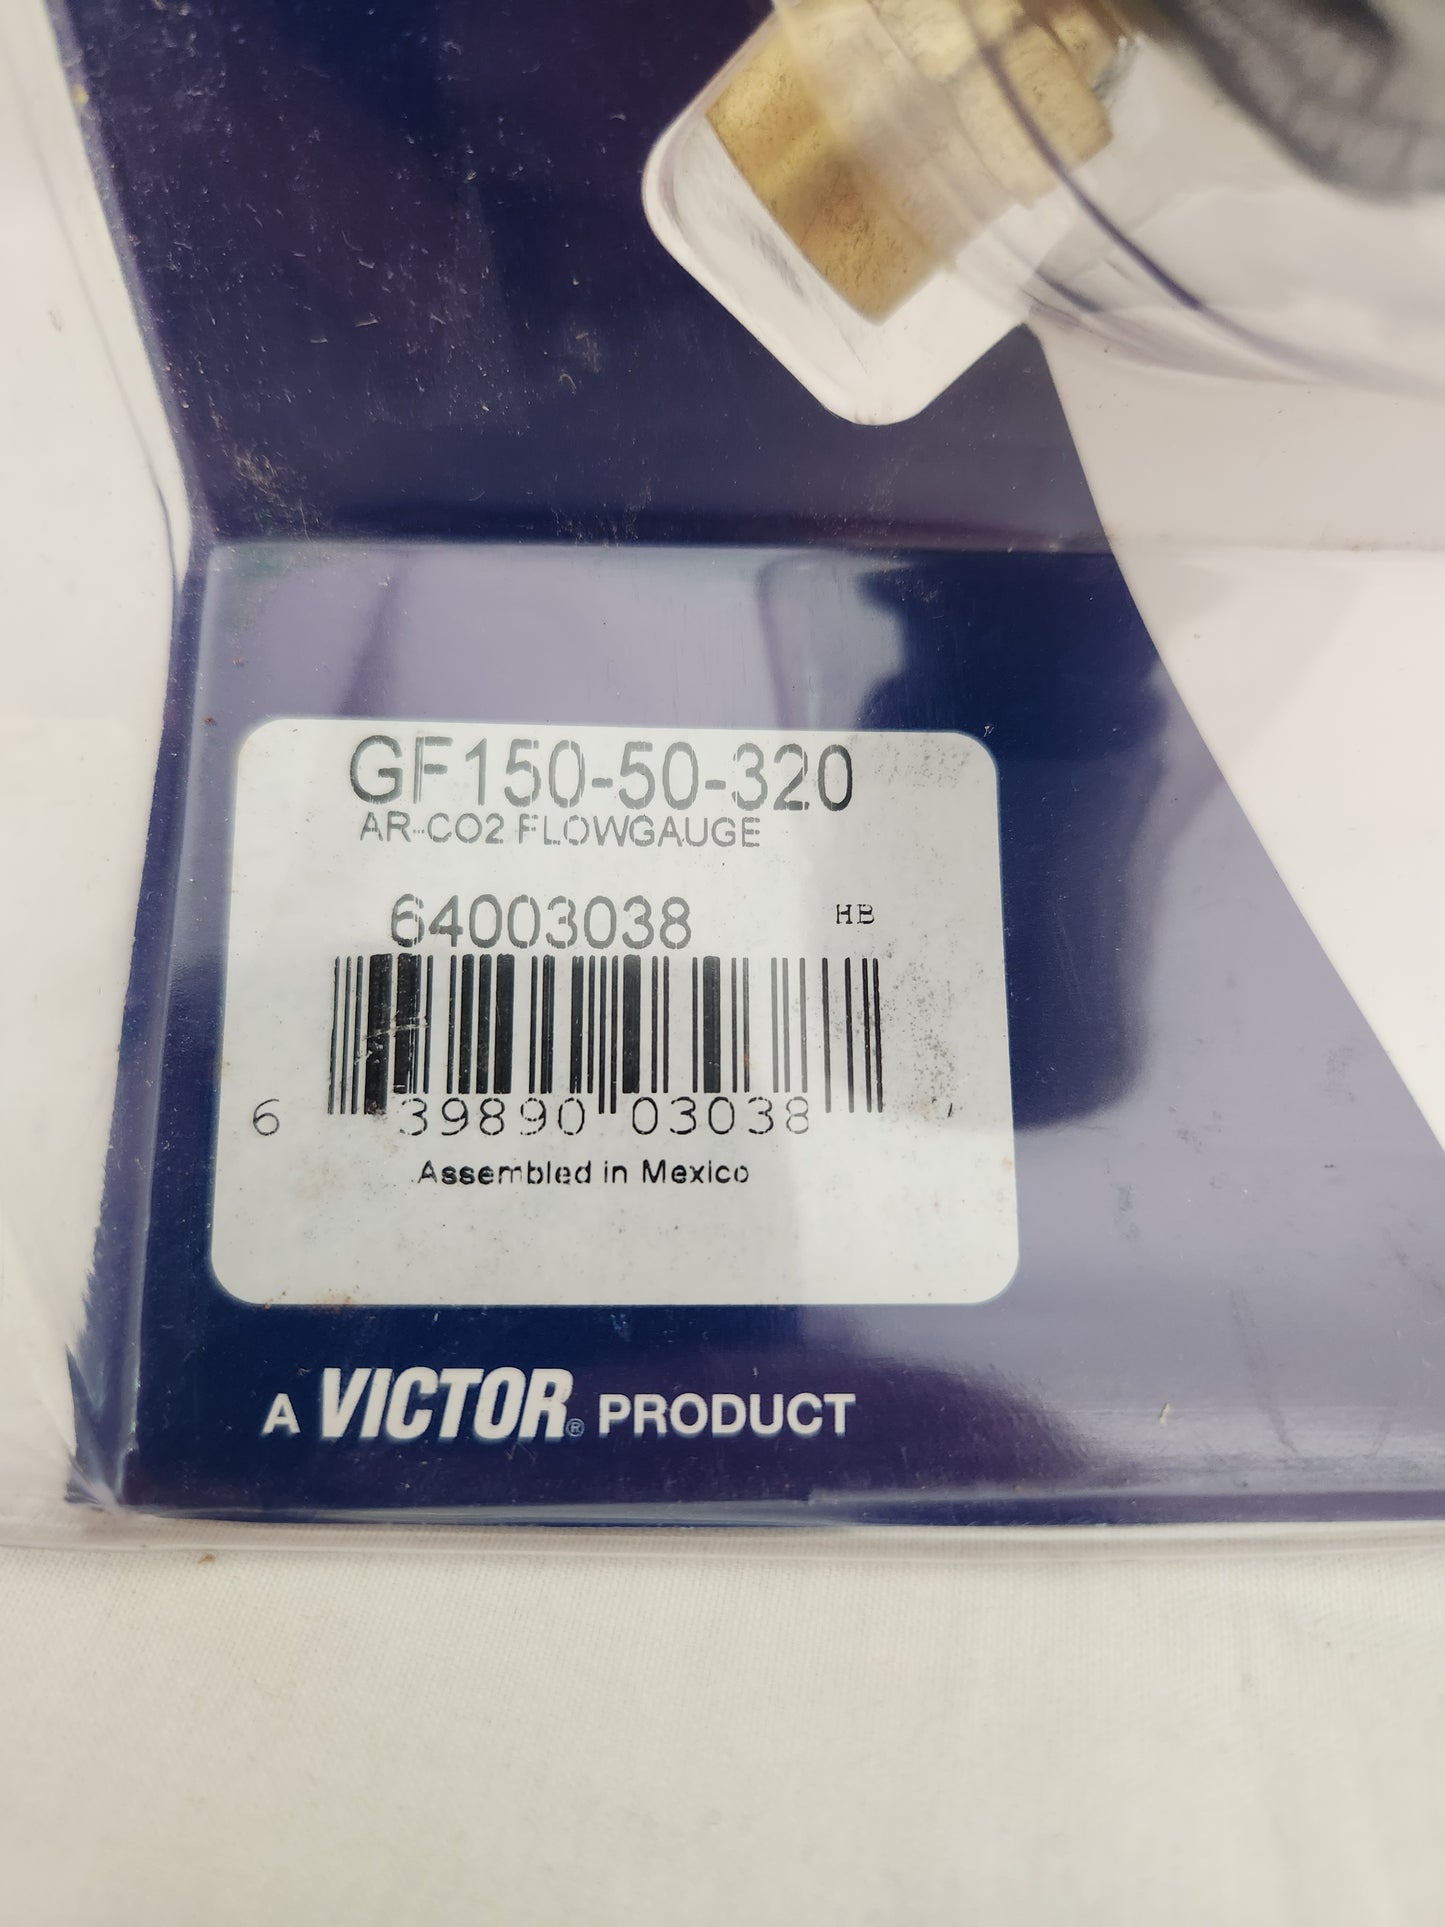 GF150-50-320
AR-CO2 FLOWGAUGE
64003038 HB
6 39890 03038
Assembled in Mexico
A VICTOR® PRODUCT